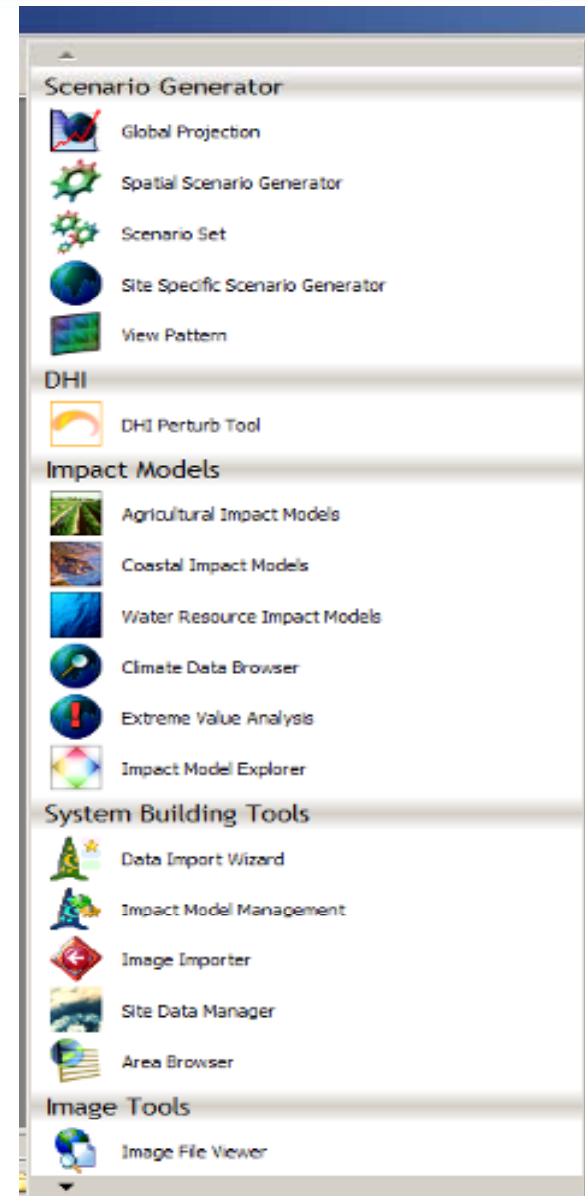 Scenario Generator
Global Projection
Spatial Scenario Generator
Scenario Set
Site Specific Scenario Generator
View Pattern
DHI
DHI Perturb Tool
Impact Models
Agricultural Impact Models
Coastal Impact Models
Water Resource Impact Models
Climate Data Browser
Extreme Value Analysis
Impact Model Explorer
System Building Tools
Data Import Wizard
Impact Model Management
Image Importer
Site Data Manager
Area Browser
Image Tools
Image File Viewer